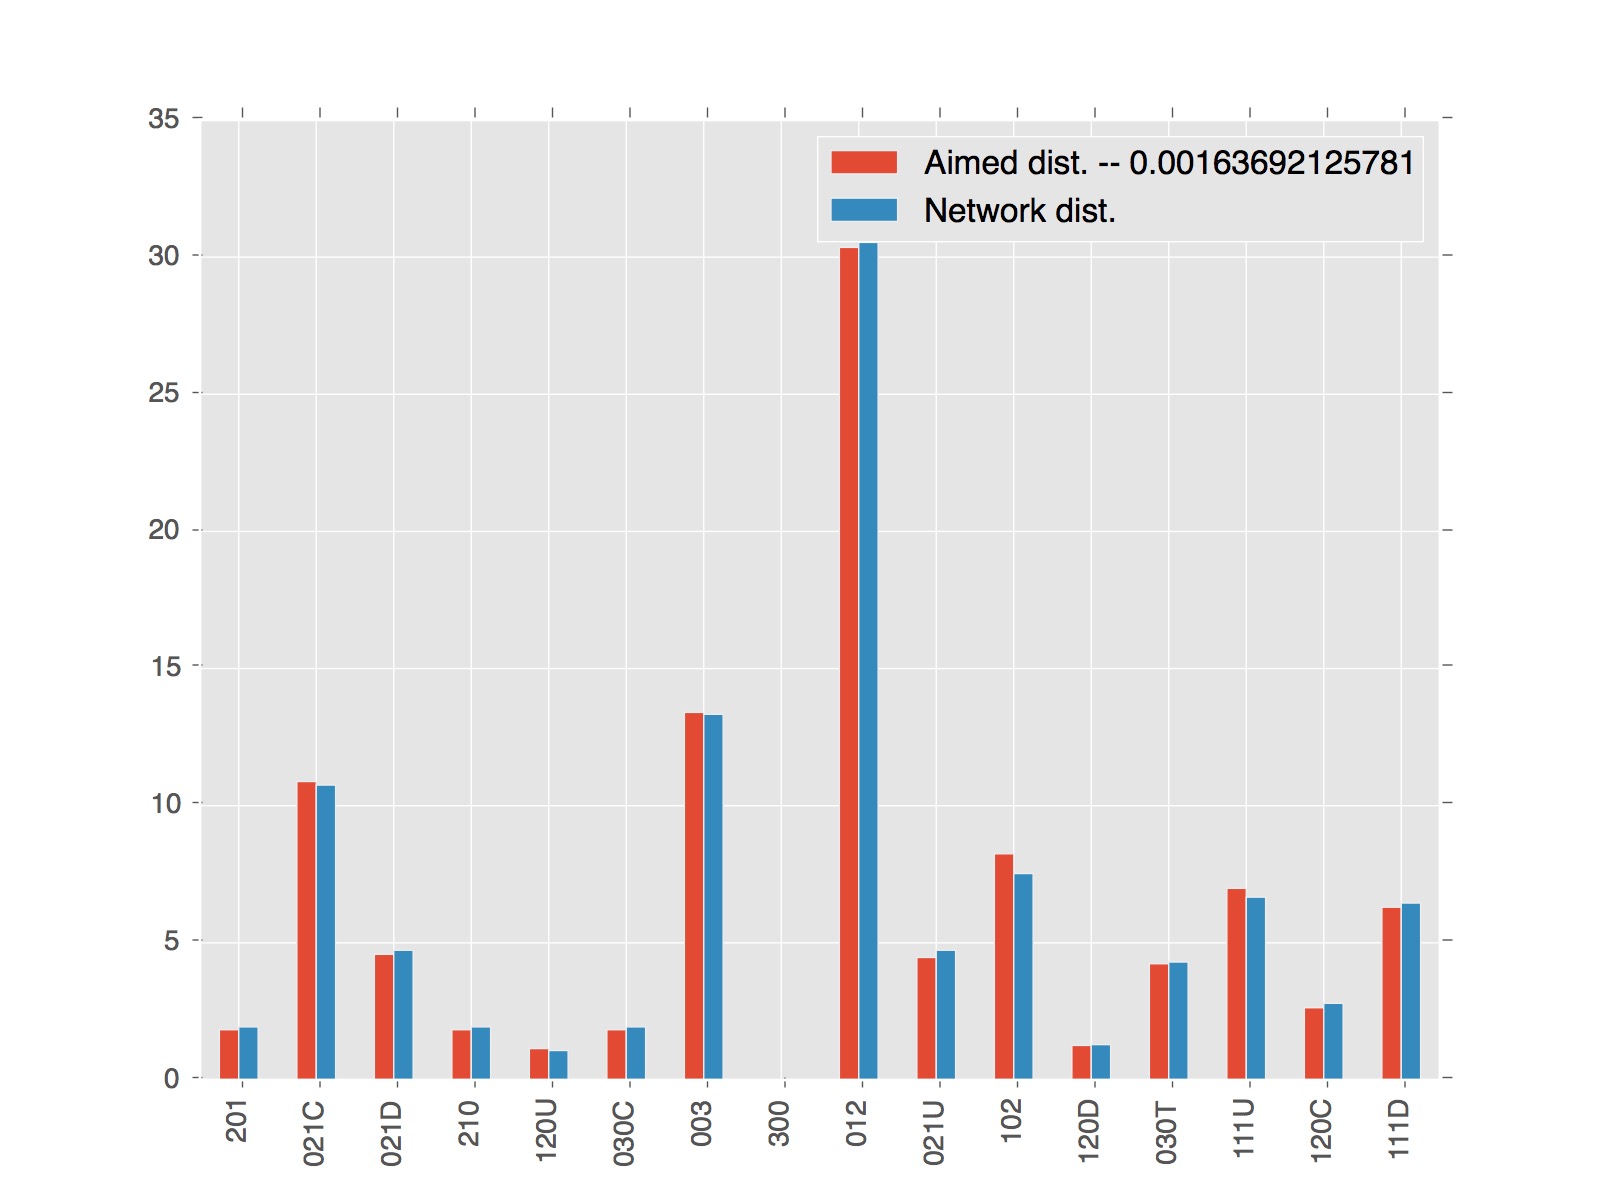 35
30
25
20
15
10
5
0
Aimed dist. -- 0.00163692125781
Network dist.
201
021C
021D
210
120U
030C
003
300
012
021U
102
120D
030T
111U
120C
111D